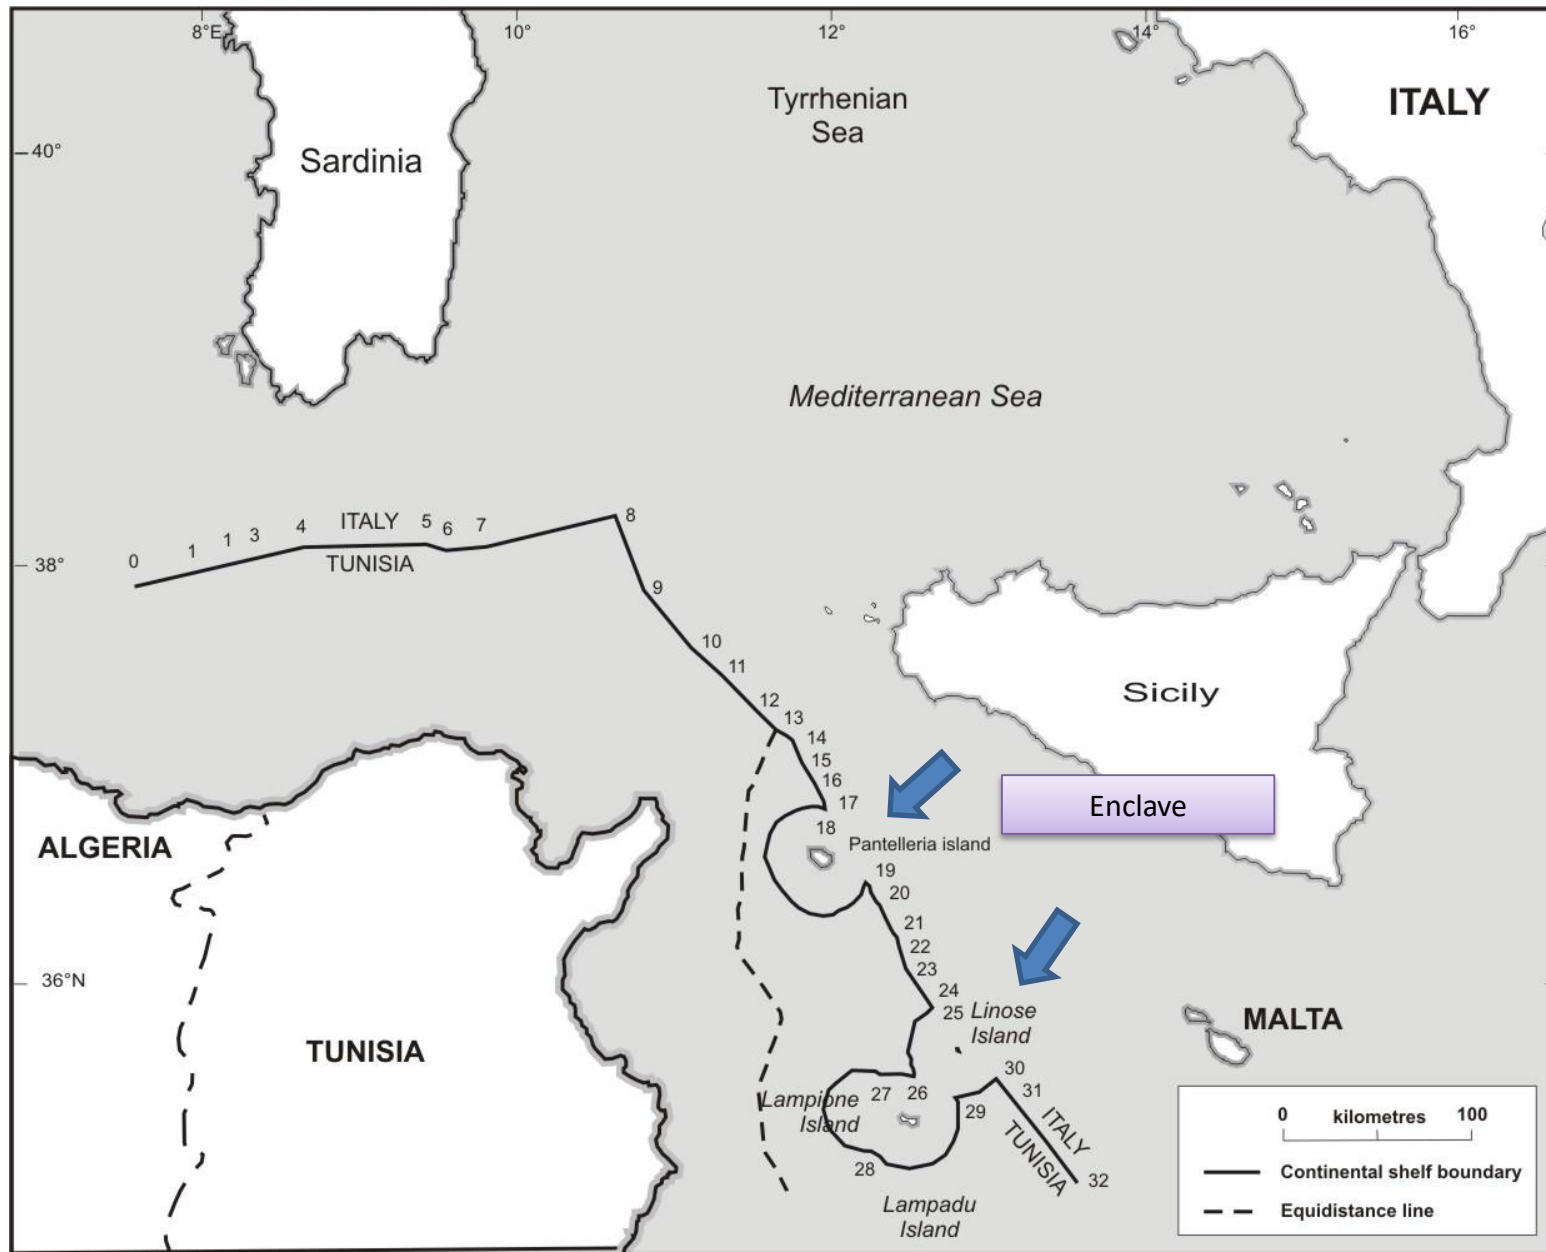 8°E
10°
12°
14°
16°
Tyrrhenian
Sea
ITALY
40°
Sardinia
Mediterranean Sea
ITALY
TUNISIA
0
1
1
3
4
5
6
7
8
38°
9
10
11
12
13
14
15
16
17
18
Sicily
Enclave
Pantelleria island
ALGERIA
19
20
21
22
23
24
25
36°N
Linose
Island
MALTA
TUNISIA
Lampione
Island
27
26
28
29
30
31
32
ITALY
TUNISIA
Lampadu
Island
0 kilometres 100
Continental shelf boundary
Equidistance line